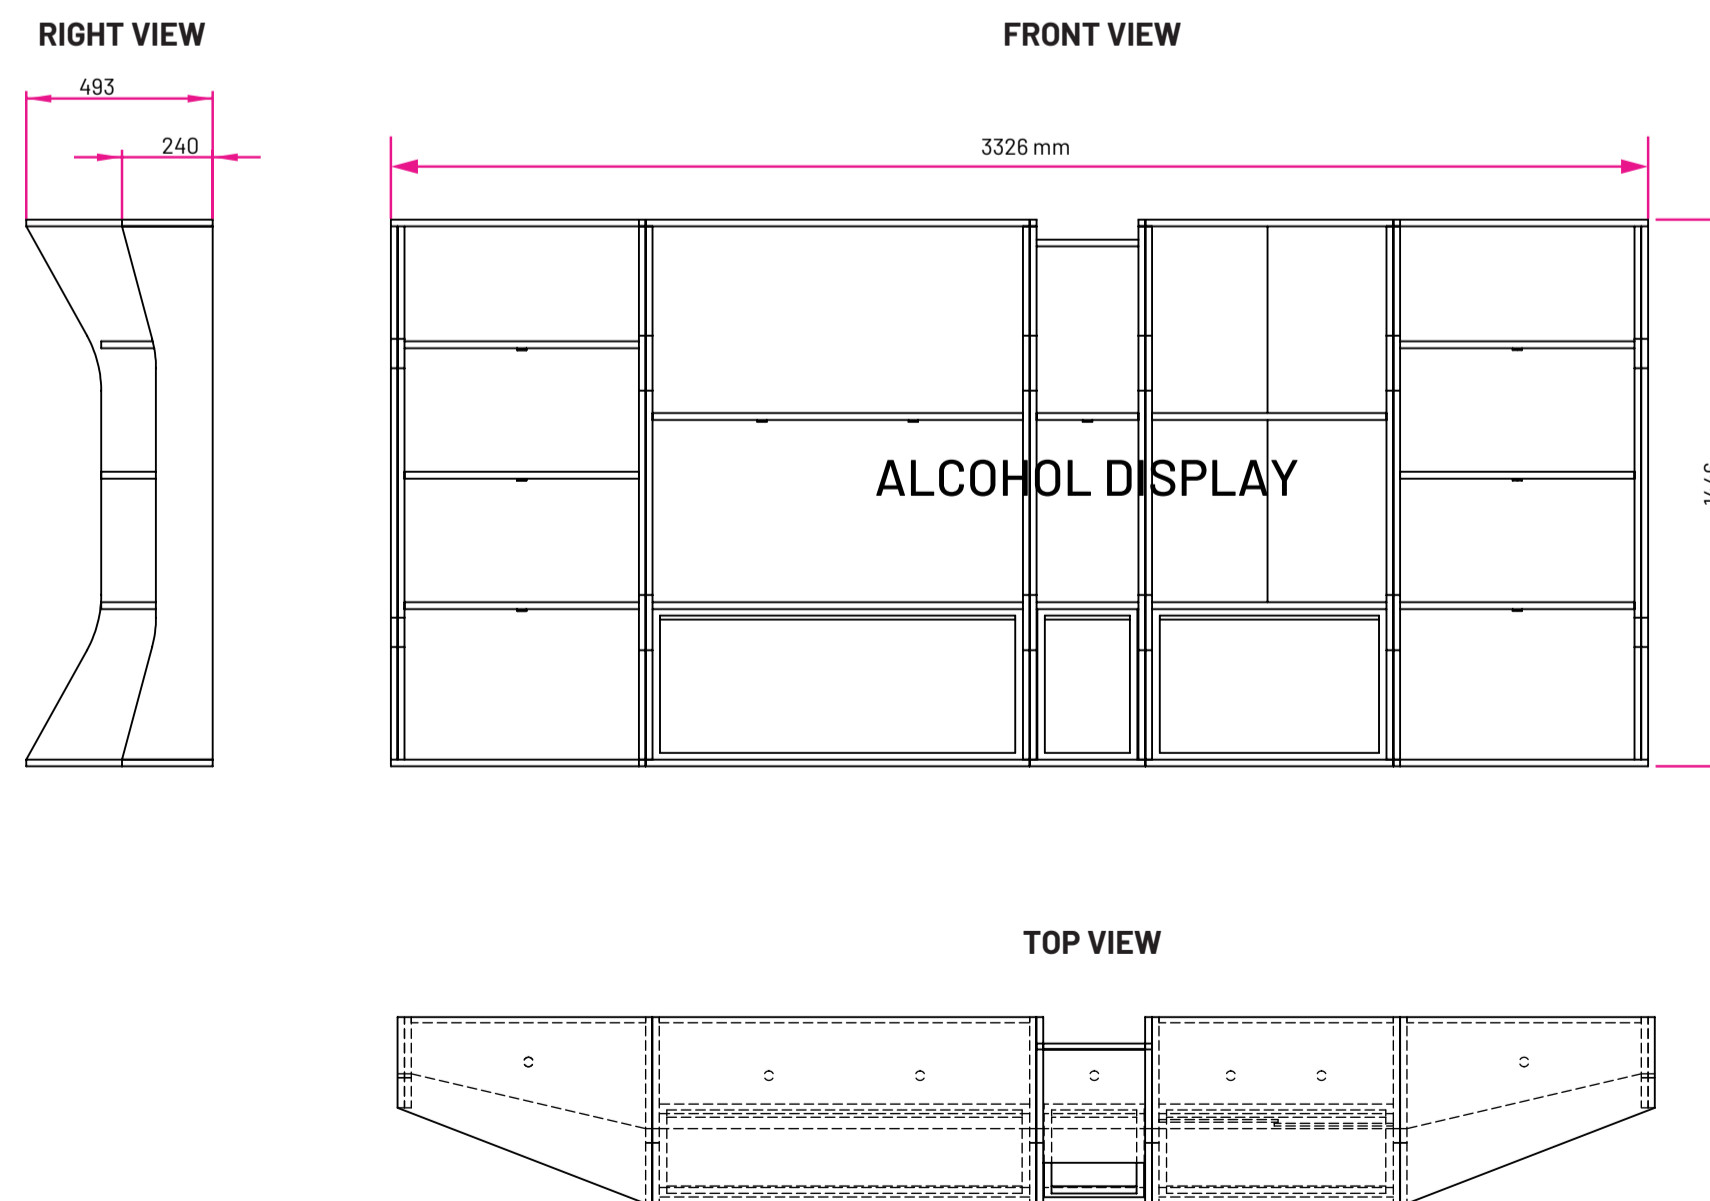 RIGHT VIEW
FRONT VIEW
493
240
3326 mm
ALCOHOL DISPLAY
TOP VIEW